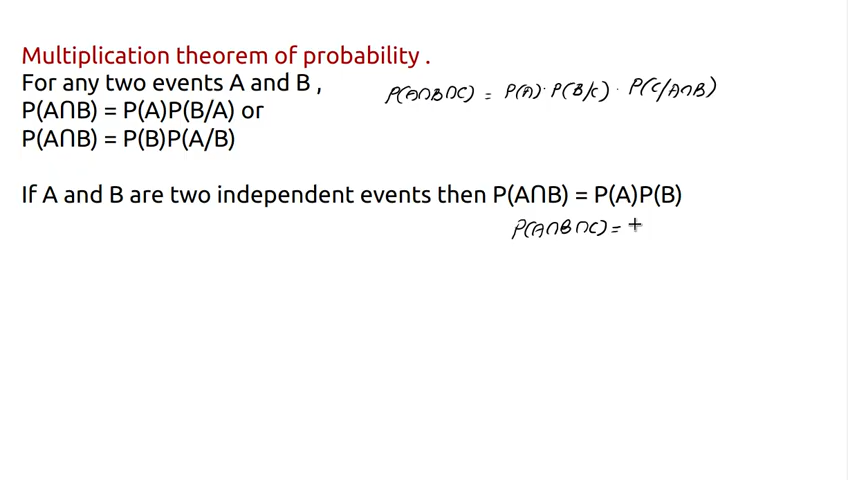 Multiplication theorem of probability .
For any two events A and B ,
P(A∩B∩C) = P(A)· P(B/C) · P(C/A∩B)
P(A∩B) = P(A)P(B/A) or
P(A∩B) = P(B)P(A/B)
If A and B are two independent events then P(A∩B) = P(A)P(B)
P(A∩B∩C) =